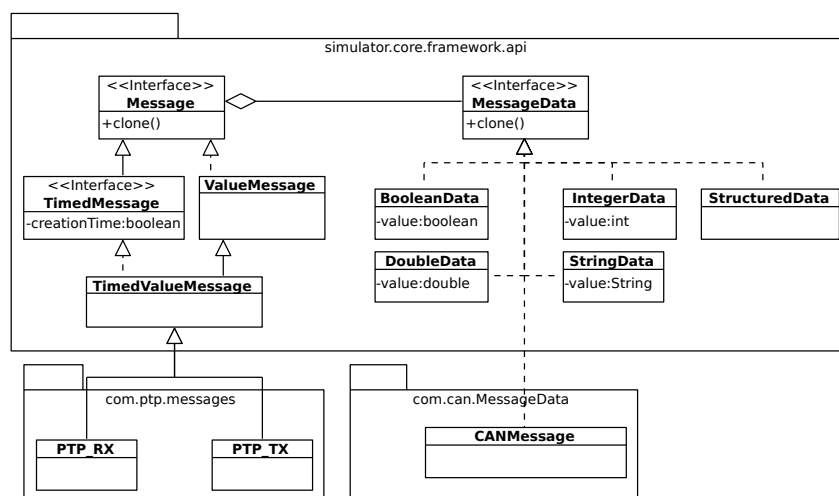 simulator.core.framework.api
<<Interface>>
Message
+clone()
<<Interface>>
MessageData
+clone()
<<Interface>>
TimedMessage
-creationTime:boolean
ValueMessage
BooleanData
-value:boolean
IntegerData
-value:int
StructuredData
DoubleData
-value:double
StringData
-value:String
TimedValueMessage
com.ptp.messages
PTP_RX
PTP_TX
com.can.MessageData
CANMessage